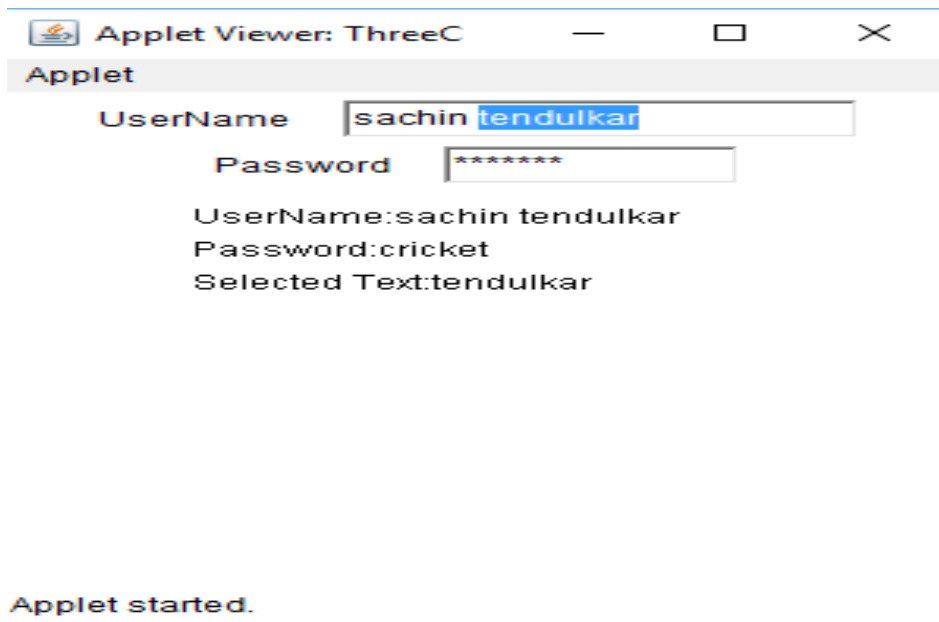 Applet Viewer: ThreeC
Applet
UserName sachin tendulkar
Password *******
UserName:sachin tendulkar
Password:cricket
Selected Text:tendulkar
Applet started.